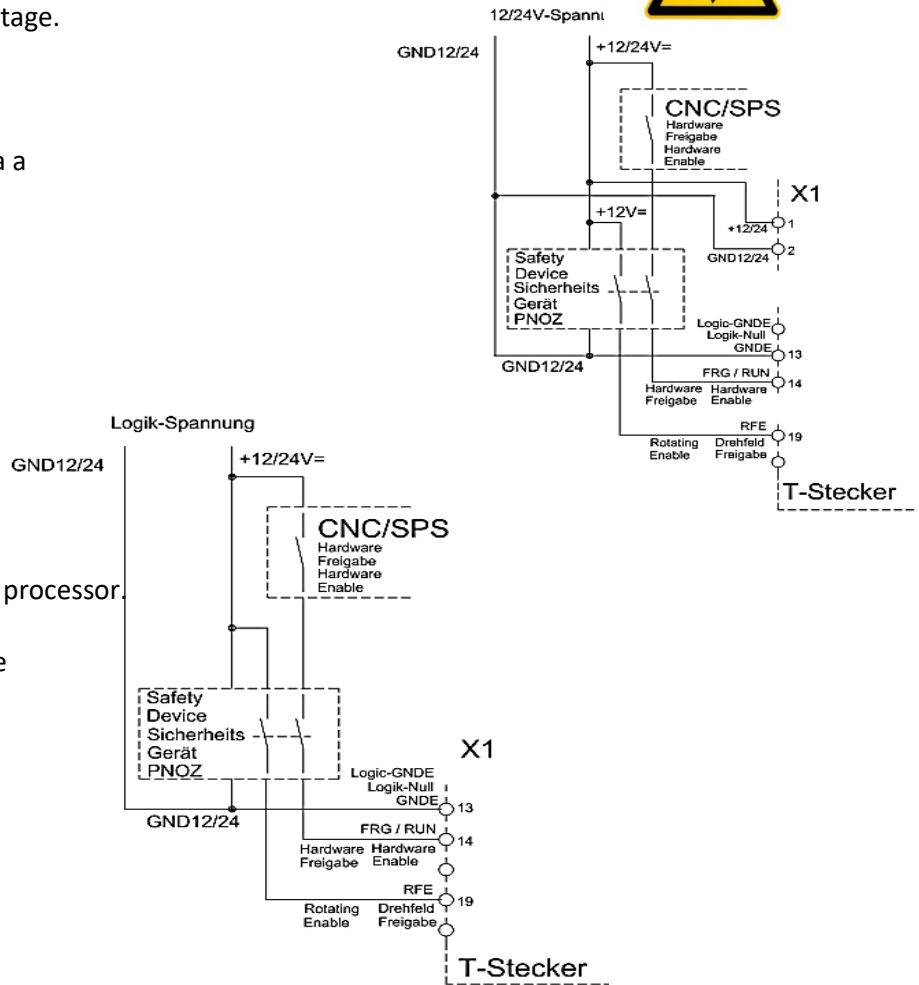 tage.
12/24V-Spannu
GND12/24
+12/24V=
CNC/SPS
Hardware
Freigabe
Hardware
Enable
a a
X1
+12V=
+12/24
1
GND12/24
2
Safety
Device
Sicherheits
Gerät
PNOZ
Logic-GNDE
Logik-Null
GNDE
13
GND12/24
FRG / RUN
14
Hardware Hardware
Freigabe Enable
RFE
19
Rotating Drehfeld
Enable Freigabe
T-Stecker
Logik-Spannung
GND12/24
+12/24V=
CNC/SPS
Hardware
Freigabe
Hardware
Enable
processor.
e
Safety
Device
Sicherheits
Gerät
PNOZ
X1
Logic-GNDE
Logik-Null
GNDE
13
GND12/24
FRG / RUN
14
Hardware Hardware
Freigabe Enable
RFE
19
Rotating Drehfeld
Enable Freigabe
T-Stecker